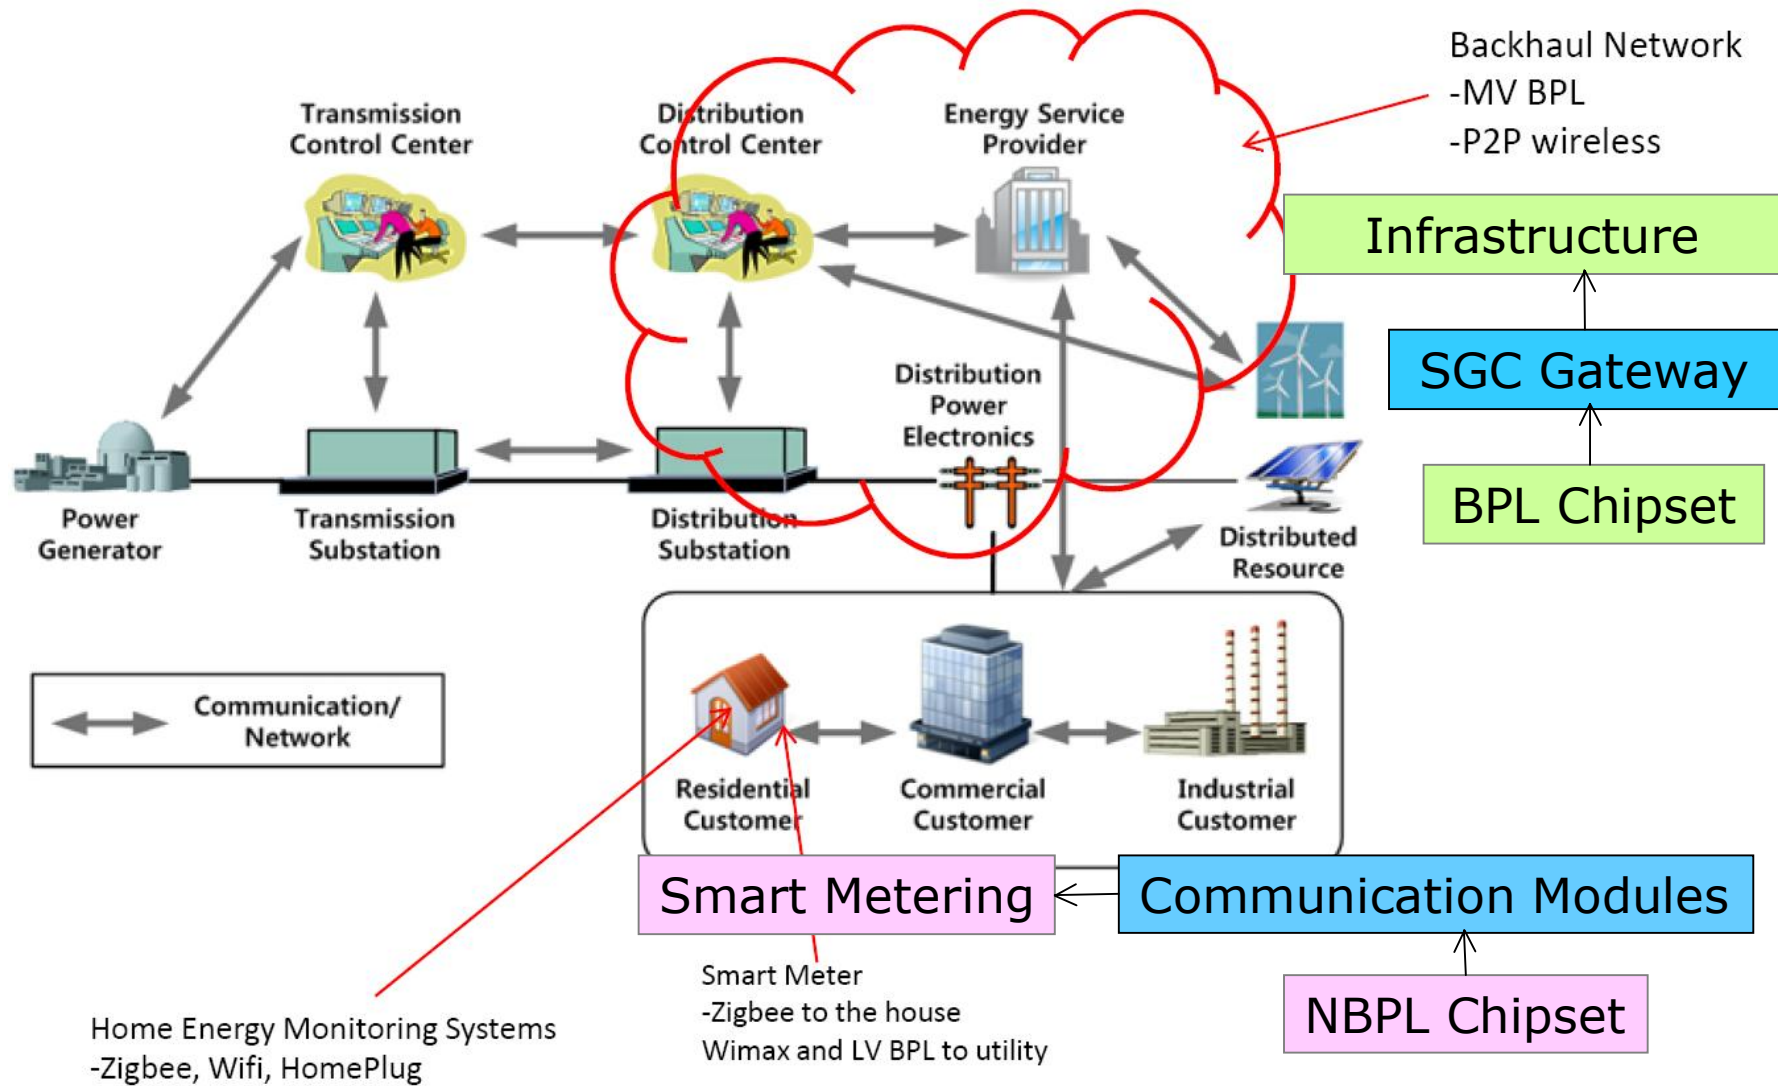 Backhaul Network
-MV BPL
-P2P wireless
Transmission
Control Center
Distribution
Control Center
Energy Service
Provider
Infrastructure
SGC Gateway
BPL Chipset
Distribution
Power
Electronics
Power
Generator
Transmission
Substation
Distribution
Substation
Distributed
Resource
Communication/
Network
Residential
Customer
Commercial
Customer
Industrial
Customer
Smart Metering
Communication Modules
NBPL Chipset
Smart Meter
-Zigbee to the house
Wimax and LV BPL to utility
Home Energy Monitoring Systems
-Zigbee, Wifi, HomePlug